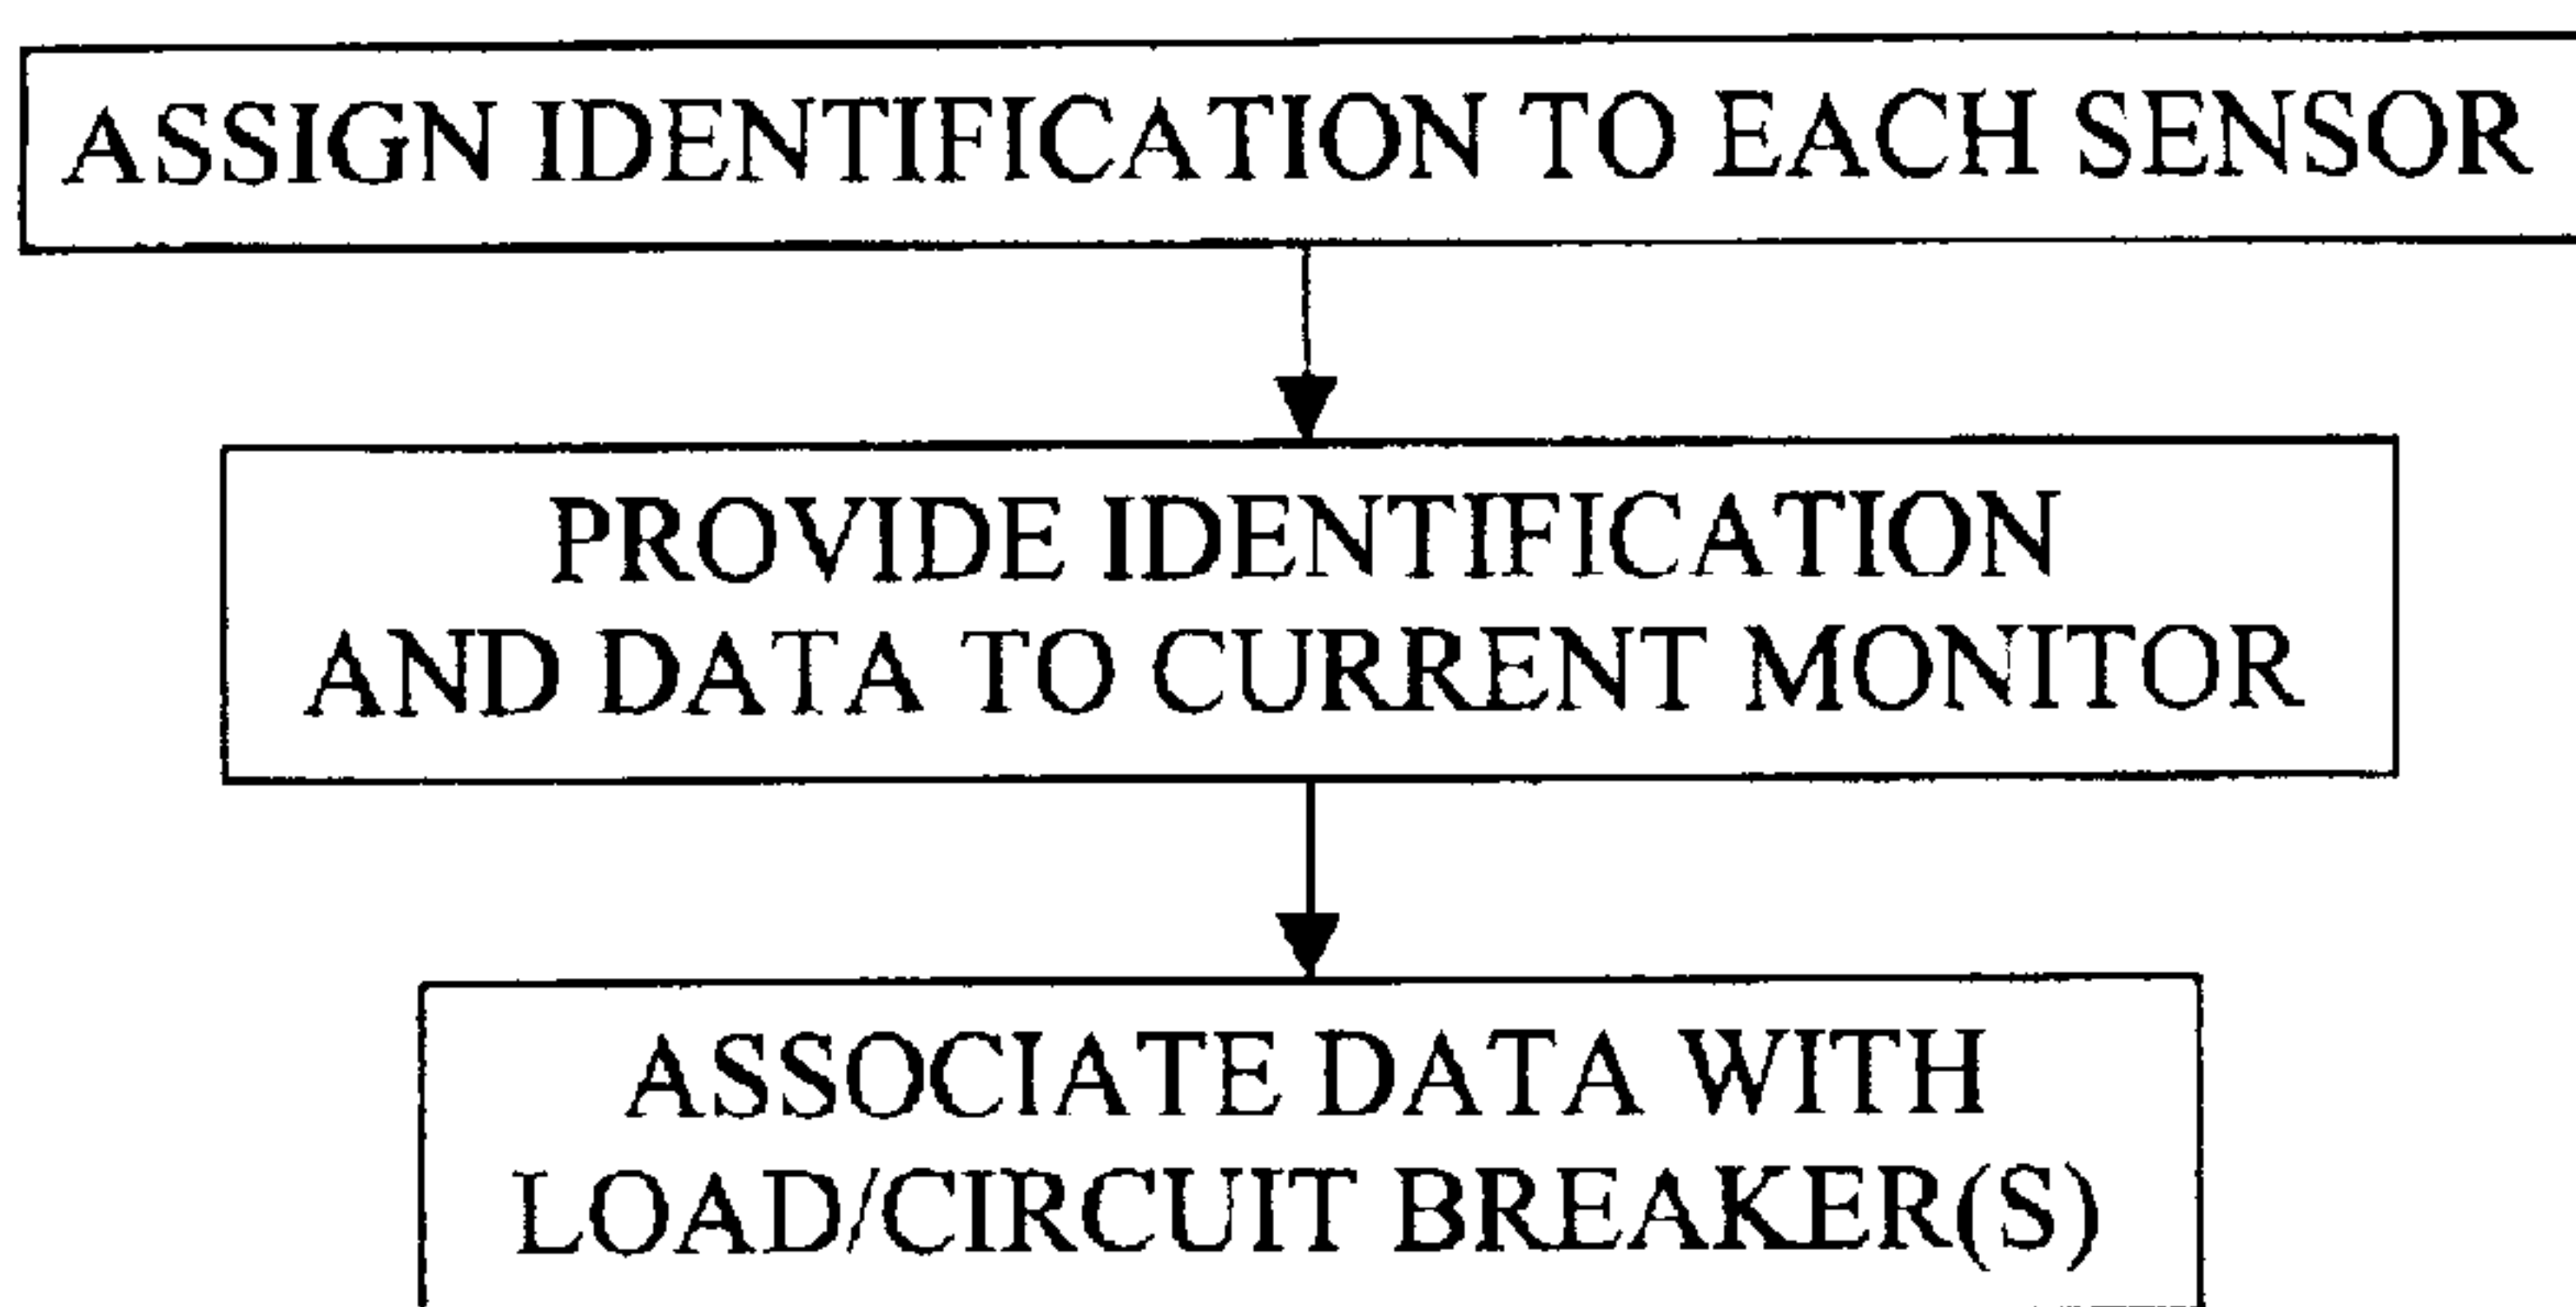 ASSIGN IDENTIFICATION TO EACH SENSOR
PROVIDE IDENTIFICATION
AND DATA TO CURRENT MONITOR
ASSOCIATE DATA WITH
LOAD/CIRCUIT BREAKER(S)